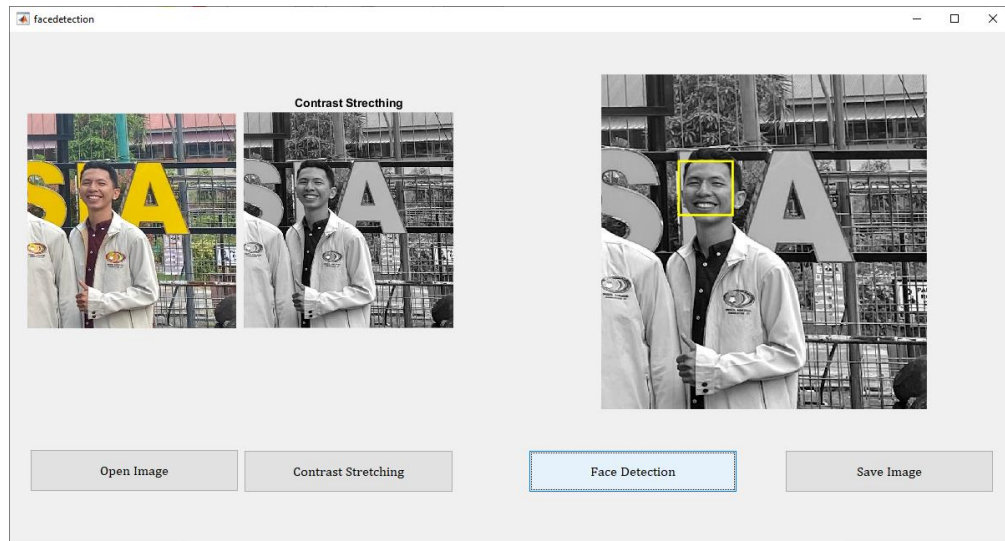 facedetection
Contrast Strecthing
S A
S A
S A
Open Image
Contrast Stretching
Face Detection
Save Image